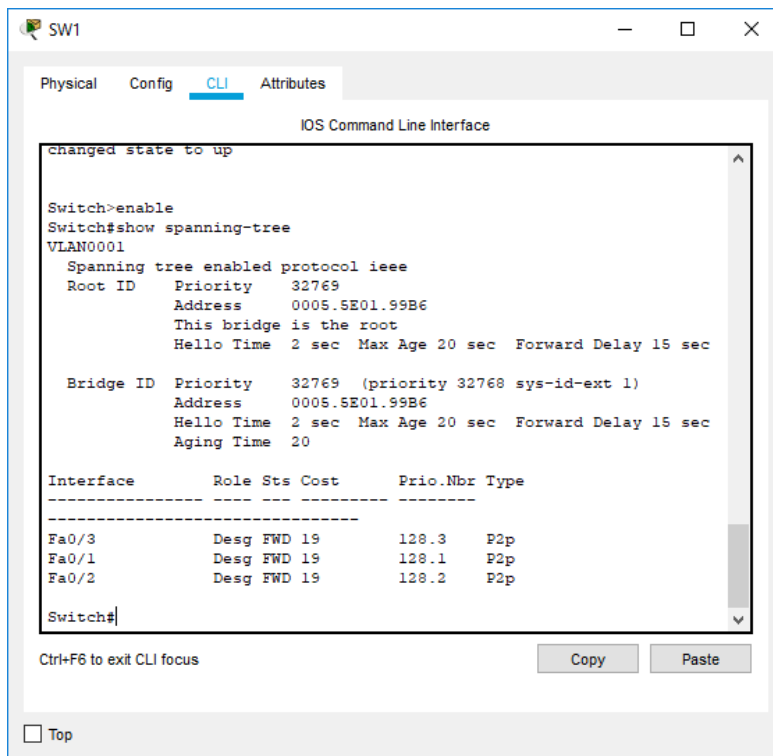 SW1
Physical Config CLI Attributes
IOS Command Line Interface
changed state to up
Switch>enable
Switch#show spanning-tree
VLAN0001
  Spanning tree enabled protocol ieee
  Root ID    Priority    32769
             Address     0005.5E01.99B6
             This bridge is the root
             Hello Time  2 sec  Max Age 20 sec  Forward Delay 15 sec
  Bridge ID  Priority    32769  (priority 32768 sys-id-ext 1)
             Address     0005.5E01.99B6
             Hello Time  2 sec  Max Age 20 sec  Forward Delay 15 sec
             Aging Time  20
Interface        Role Sts Cost      Prio.Nbr Type
---------------- ---- --- --------- --------
--------------------------------
Fa0/3            Desg FWD 19        128.3    P2p
Fa0/1            Desg FWD 19        128.1    P2p
Fa0/2            Desg FWD 19        128.2    P2p
Switch#
Ctrl+F6 to exit CLI focus Copy Paste
Top